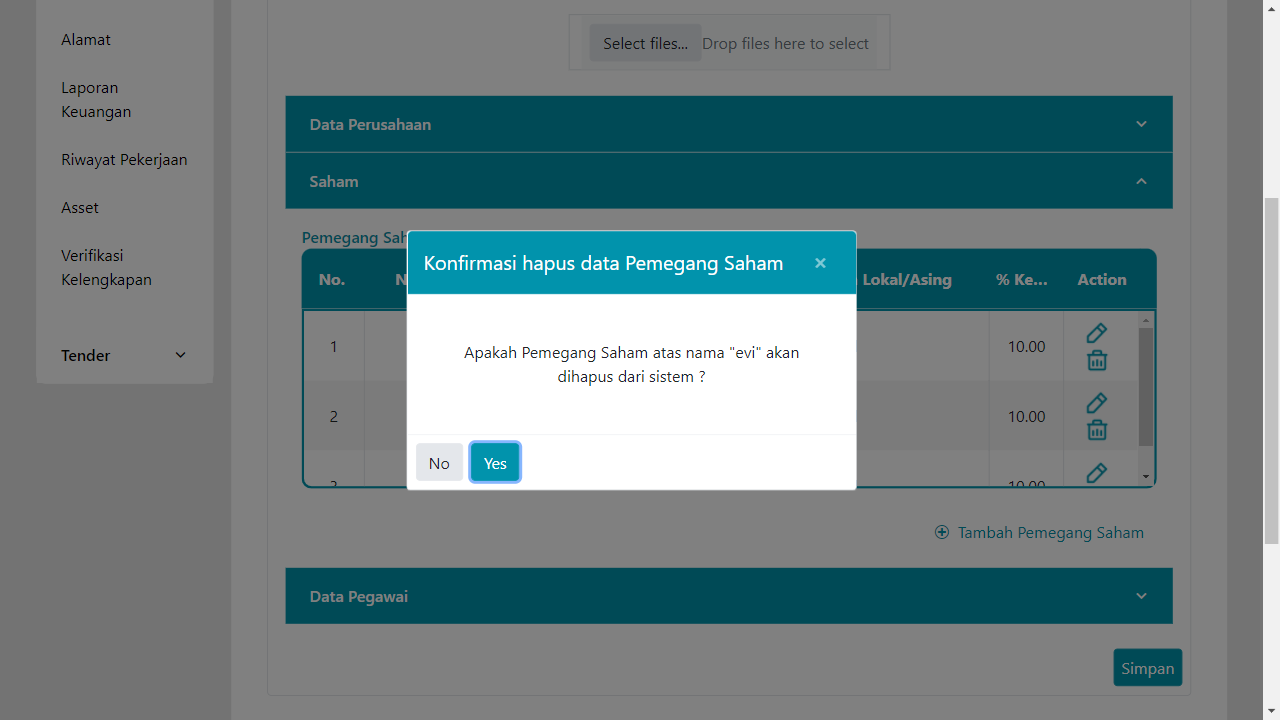 Alamat
Laporan
Keuangan
Riwayat Pekerjaan
Asset
Verifikasi
Kelengkapan
Tender
Select files... Drop files here to select
Data Perusahaan
Saham
Pemegang
No. Lokal/Asing % Ke... Action
Konfirmasi hapus data Pemegang Saham ×
Apakah Pemegang Saham atas nama "evi" akan
dihapus dari sistem ?
No Yes
1 10.00
2 10.00
10.00
Tambah Pemegang Saham
Data Pegawai
Simpan